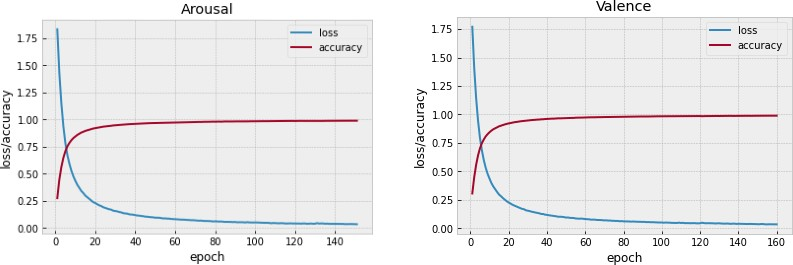 Arousal
loss/accuracy
1.75
1.50
1.25
1.00
0.75
0.50
0.25
0.00
loss
accuracy
0 20 40 60 80 100 120 140
epoch
Valence
loss/accuracy
1.75
1.50
1.25
1.00
0.75
0.50
0.25
0.00
loss
accuracy
0 20 40 60 80 100 120 140 160
epoch